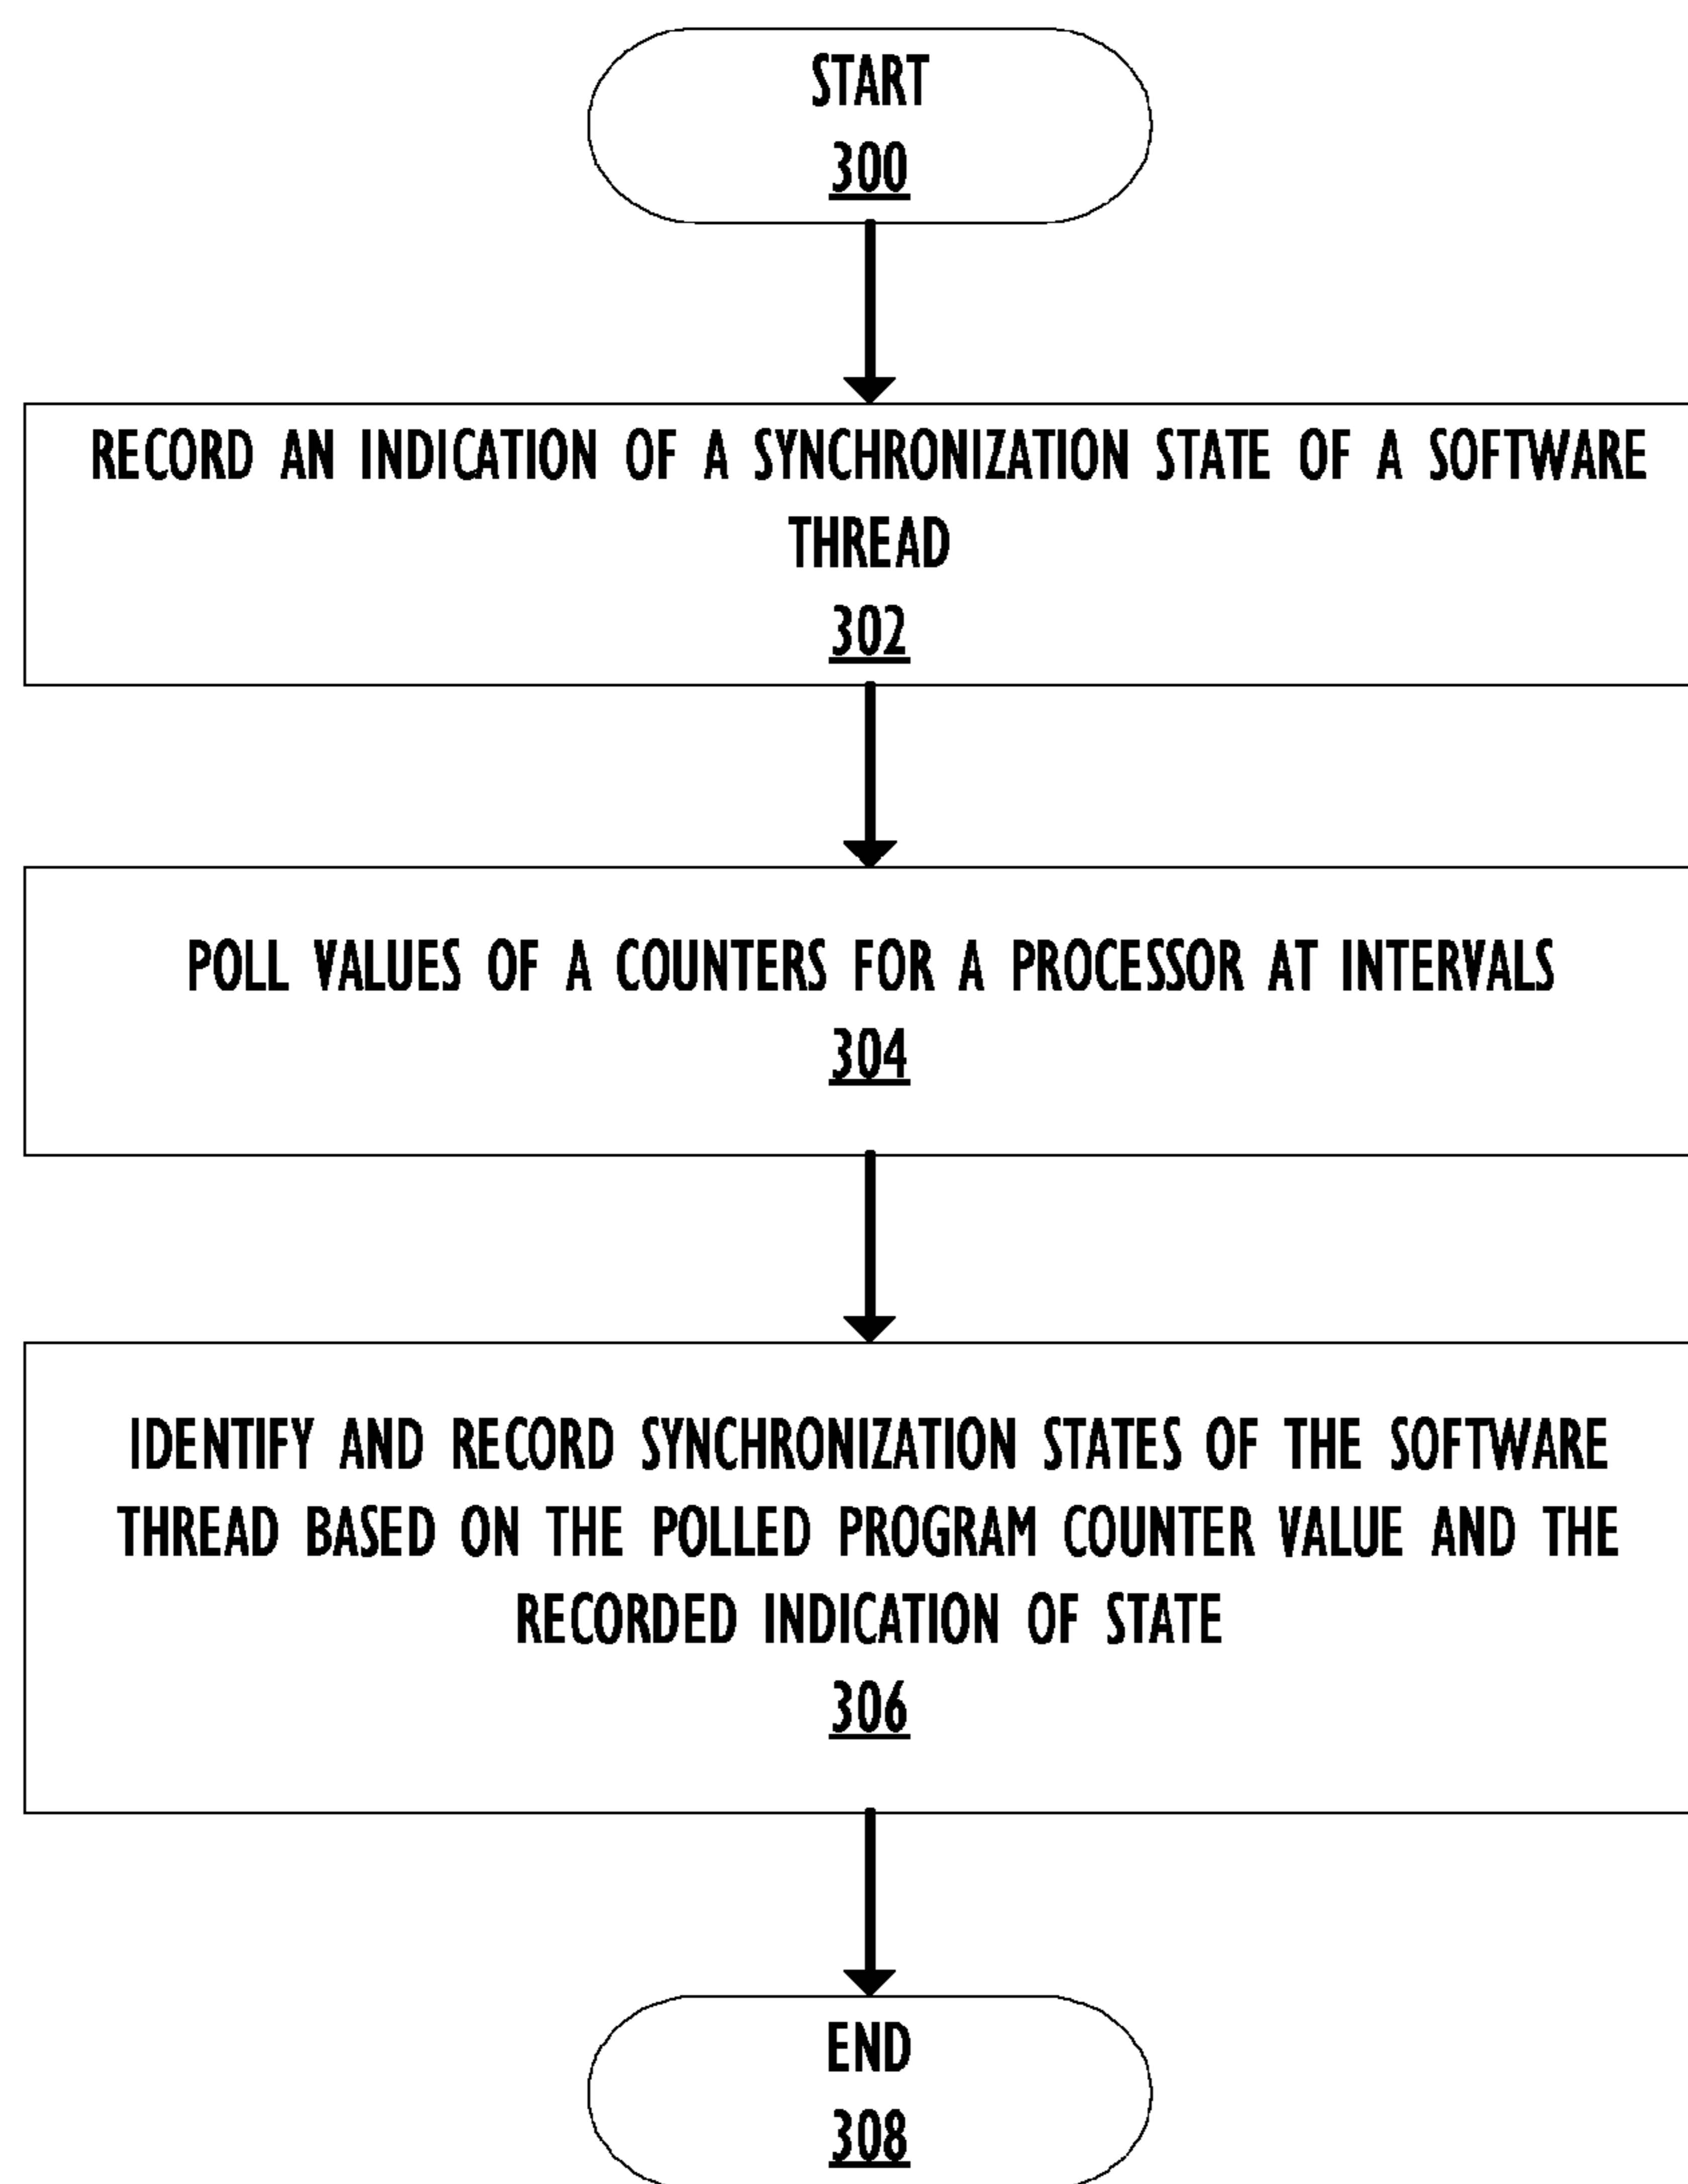 START
300
RECORD AN INDICATION OF A SYNCHRONIZATION STATE OF A SOFTWARE
THREAD
302
POLL VALUES OF A COUNTERS FOR A PROCESSOR AT INTERVALS
304
IDENTIFY AND RECORD SYNCHRONIZATION STATES OF THE SOFTWARE
THREAD BASED ON THE POLLED PROGRAM COUNTER VALUE AND THE
RECORDED INDICATION OF STATE
306
END
308